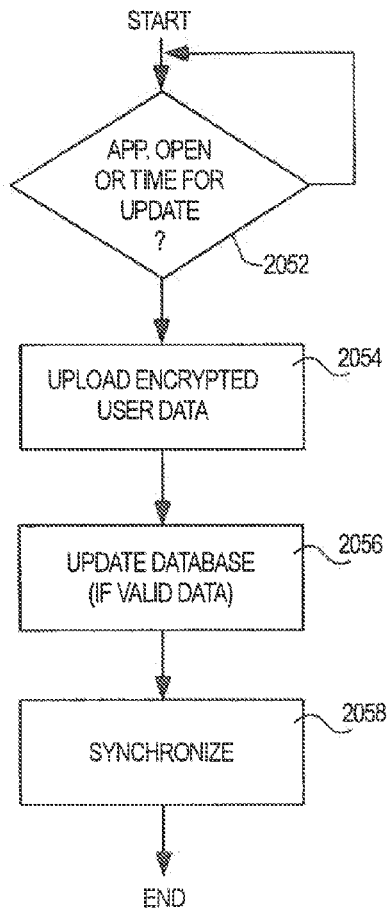 START
APP. OPEN
OR TIME FOR
UPDATE
?
2052
UPLOAD ENCRYPTED
USER DATA
2054
UPDATE DATABASE
(IF VALID DATA)
2056
SYNCHRONIZE
2058
END